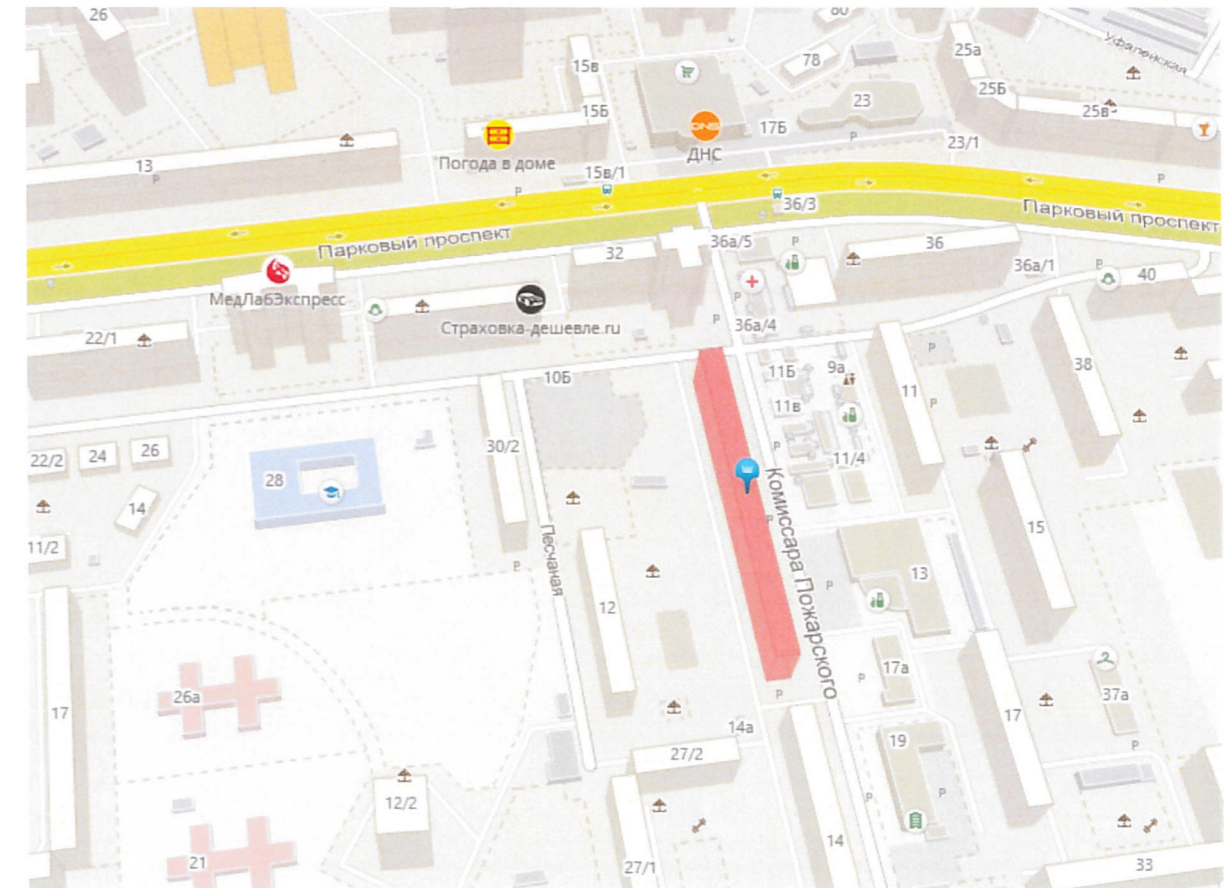 26
80
15в
78
25а
Уфалейская
25Б
15Б
23
25в
17Б
DNS
ДНС
23/1
13
P
Погода в доме
15в/1
P
P
P
36/3
Парковый проспект
Парковый проспект
32
36а/5
P
36
36а/1
P
40
МедЛабЭкспресс
Страховка-дешевле.ru
P
P
36а/4
22/1
10Б
11Б
9а
P
38
11
11в
P
P
30/2
11/4
22/2
24
26
28
14
Комиссара Пожарского
P
15
11/2
Песчаная
P
13
P
12
17а
P
26а
37а
17
17
P
14а
19
P
27/2
P
P
12/2
14
21
27/1
33